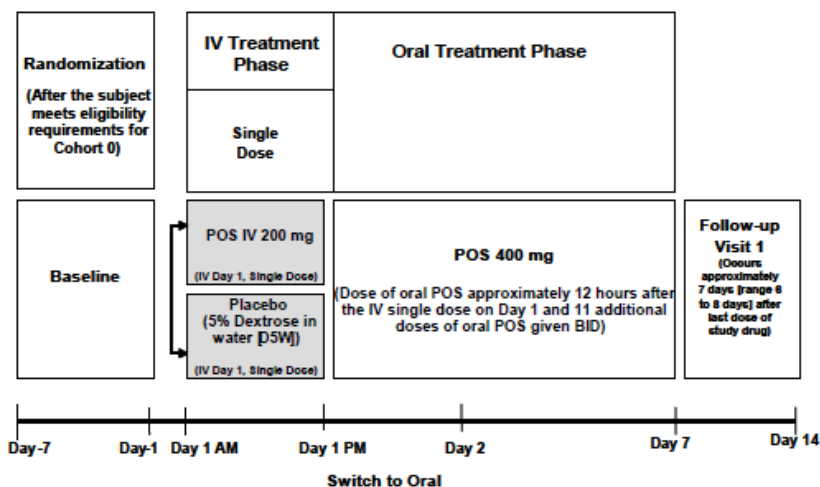 Randomization
(After the subject
meets eligibility
requirements for
Cohort 0)
IV Treatment
Phase
Single
Dose
Oral Treatment Phase
Baseline
POS IV 200 mg
(IV Day 1, Single Dose)
Placebo
(5% Dextrose in
water [D5W])
(IV Day 1, Single Dose)
POS 400 mg
(Dose of oral POS approximately 12 hours after
the IV single dose on Day 1 and 11 additional
doses of oral POS given BID)
Follow-up
Visit 1
(Occurs
approximately
7 days [range 6
to 8 days] after
last dose of
study drug)
Day-7
Day-1
Day 1 AM
Day 1 PM
Day 2
Day 7
Day 14
Switch to Oral